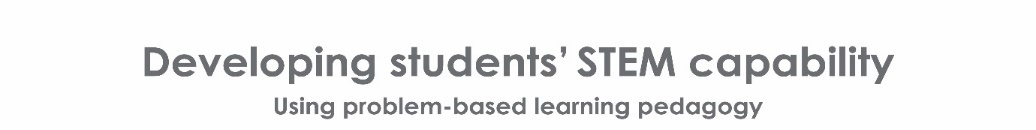 Developing students’ STEM capability
Using problem-based learning pedagogy